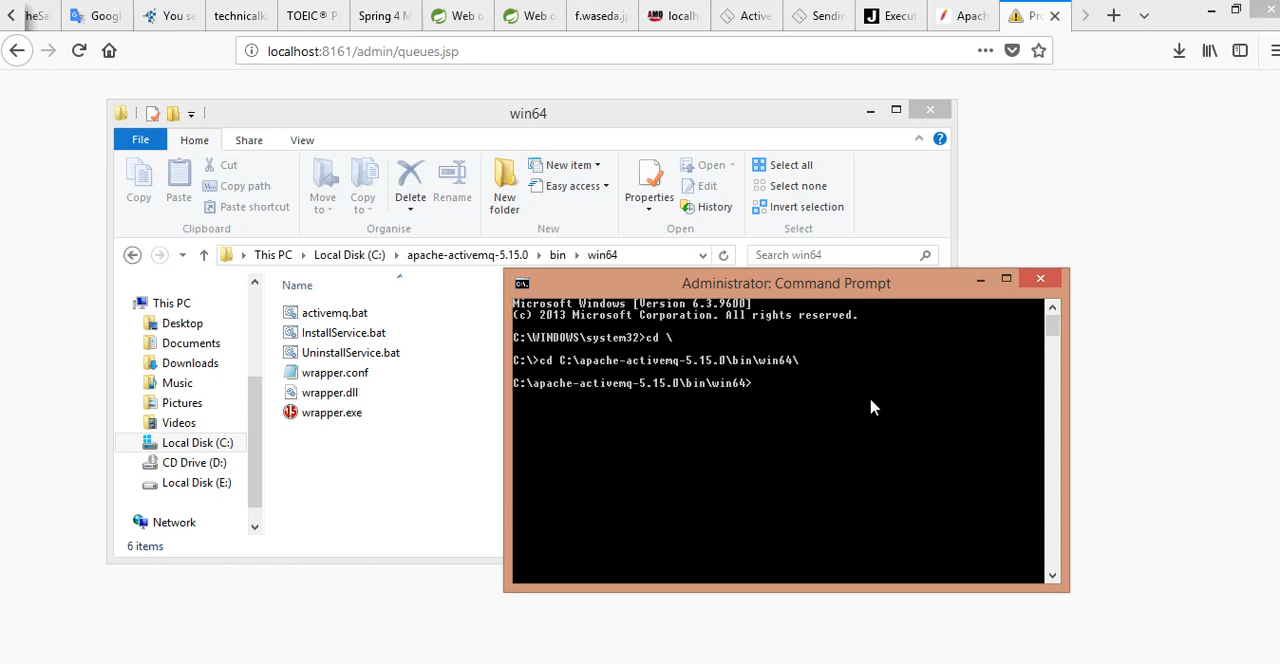 heSa
Googl
You se
technicalk
TOEIC® P
Spring 4 M
Web o
Web o
f.waseda.j
AMQ localh
Active
Sendir
J Execut
Apach
Pro
localhost:8161/admin/queues.jsp
win64
File Home Share View
Copy
Paste
Cut
Copy path
Paste shortcut
Clipboard
Move to
Copy to
Delete
Rename
Organise
New folder
New item
Easy access
New
Properties
Open
Edit
History
Open
Select all
Select none
Invert selection
Select
This PC Local Disk (C:) apache-activemq-5.15.0 bin win64
Search win64
This PC
Desktop
Documents
Downloads
Music
Pictures
Videos
Local Disk (C:)
CD Drive (D:)
Local Disk (E:)
Network
Name
activemq.bat
InstallService.bat
UninstallService.bat
wrapper.conf
wrapper.dll
wrapper.exe
6 items
C:\. Administrator: Command Prompt
Microsoft Windows [Version 6.3.9600]
(c) 2013 Microsoft Corporation. All rights reserved.
C:\WINDOWS\system32>cd \
C:\>cd C:\apache-activemq-5.15.0\bin\win64\
C:\apache-activemq-5.15.0\bin\win64>